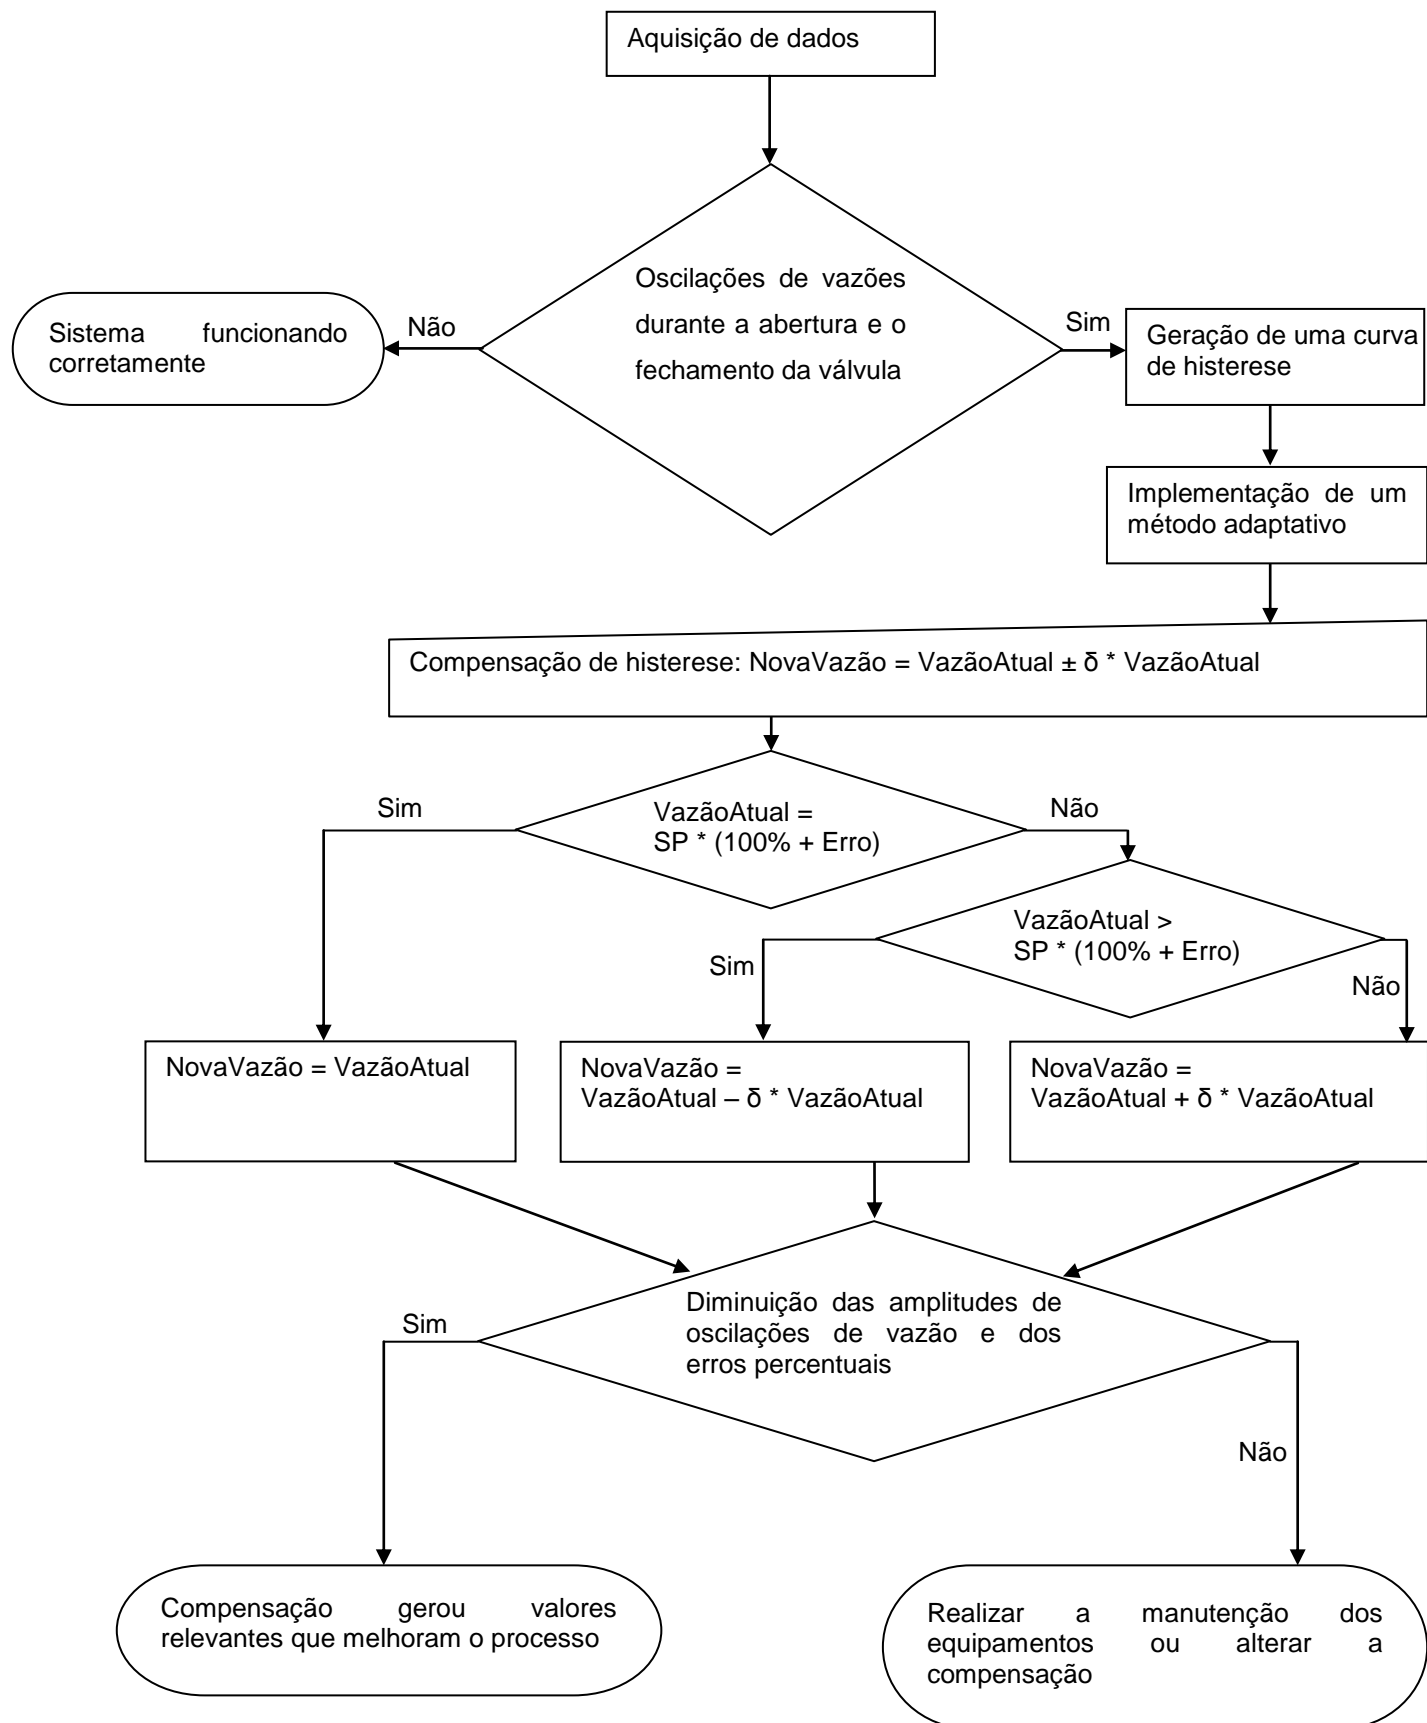 Aquisição de dados
Oscilações de vazões
durante a abertura e o
fechamento da válvula
Não
Sistema funcionando
corretamente
Sim
Geração de uma curva
de histerese
Implementação de um
método adaptativo
Compensação de histerese: NovaVazão = VazãoAtual ± δ * VazãoAtual
VazãoAtual =
SP * (100% + Erro)
Sim
Não
VazãoAtual >
SP * (100% + Erro)
Sim
Não
NovaVazão = VazãoAtual
NovaVazão =
VazãoAtual – δ * VazãoAtual
NovaVazão =
VazãoAtual + δ * VazãoAtual
Diminuição das amplitudes de
oscilações de vazão e dos
erros percentuais
Sim
Não
Compensação gerou valores
relevantes que melhoram o processo
Realizar a manutenção dos
equipamentos ou alterar a
compensação